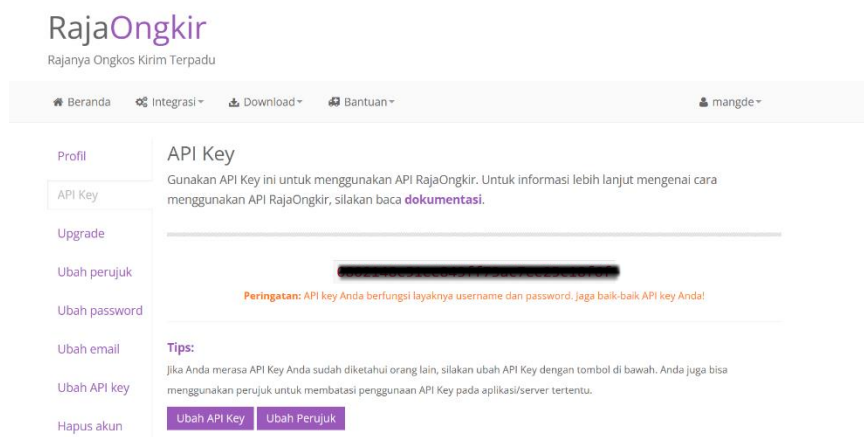 RajaOngkir
Rajanya Ongkos Kirim Terpadu
Beranda Integrasi Download Bantuan mangde
Profil
API Key
Upgrade
Ubah perujuk
Ubah password
Ubah email
Ubah API key
Hapus akun
API Key
Gunakan API Key ini untuk menggunakan API RajaOngkir. Untuk informasi lebih lanjut mengenai cara
menggunakan API RajaOngkir, silakan baca dokumentasi.
Peringatan: API key Anda berfungsi layaknya username dan password. Jaga baik-baik API key Anda!
Tips:
Jika Anda merasa API Key Anda sudah diketahui orang lain, silakan ubah API Key dengan tombol di bawah. Anda juga bisa
menggunakan perujuk untuk membatasi penggunaan API Key pada aplikasi/server tertentu.
Ubah API Key Ubah Perujuk